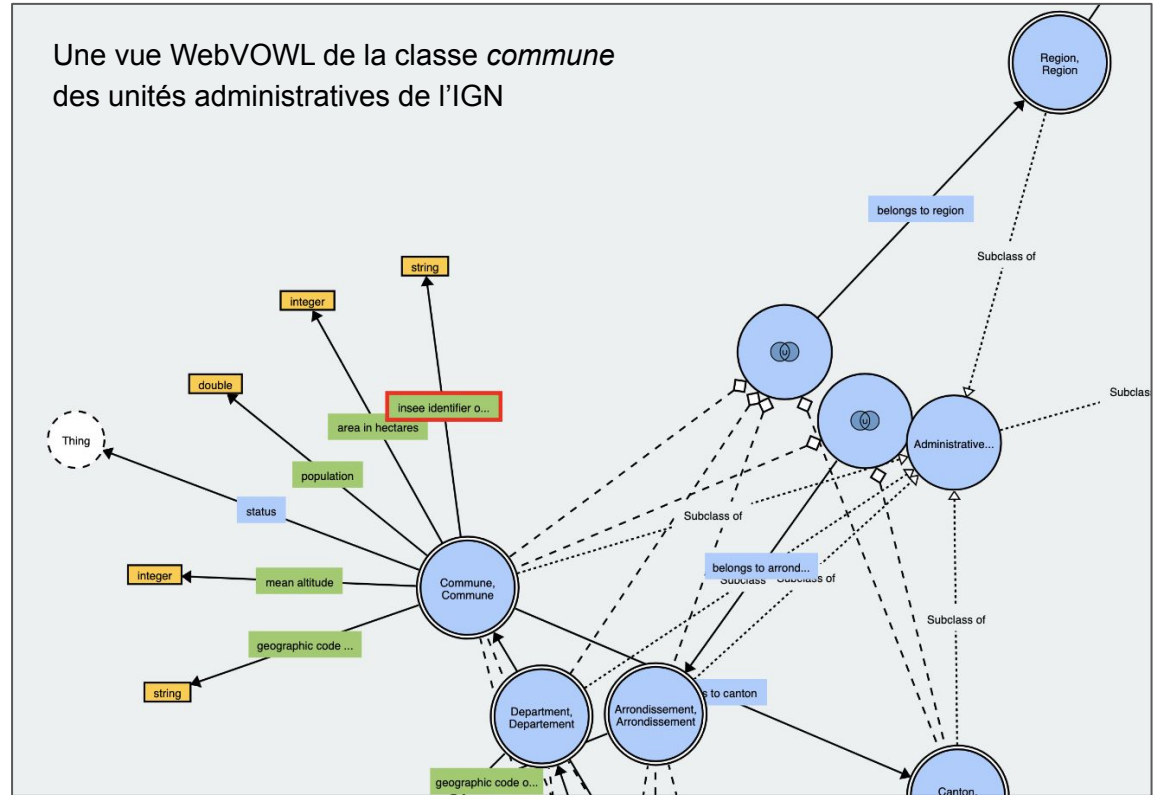 Une vue WebVOWL de la classe commune
des unités administratives de l’IGN
Region,
Region
belongs to region
Subclass of
string
integer
double
insee identifier o...
area in hectares
Thing
population
status
Administrative...
Subclas
Subclass of
belongs to arrond...
Subclass
Subclass of
integer
mean altitude
Commune,
Commune
geographic code ...
Subclass of
string
Department,
Departement
Arrondissement,
Arrondissement
s to canton
geographic code o...
Canton,